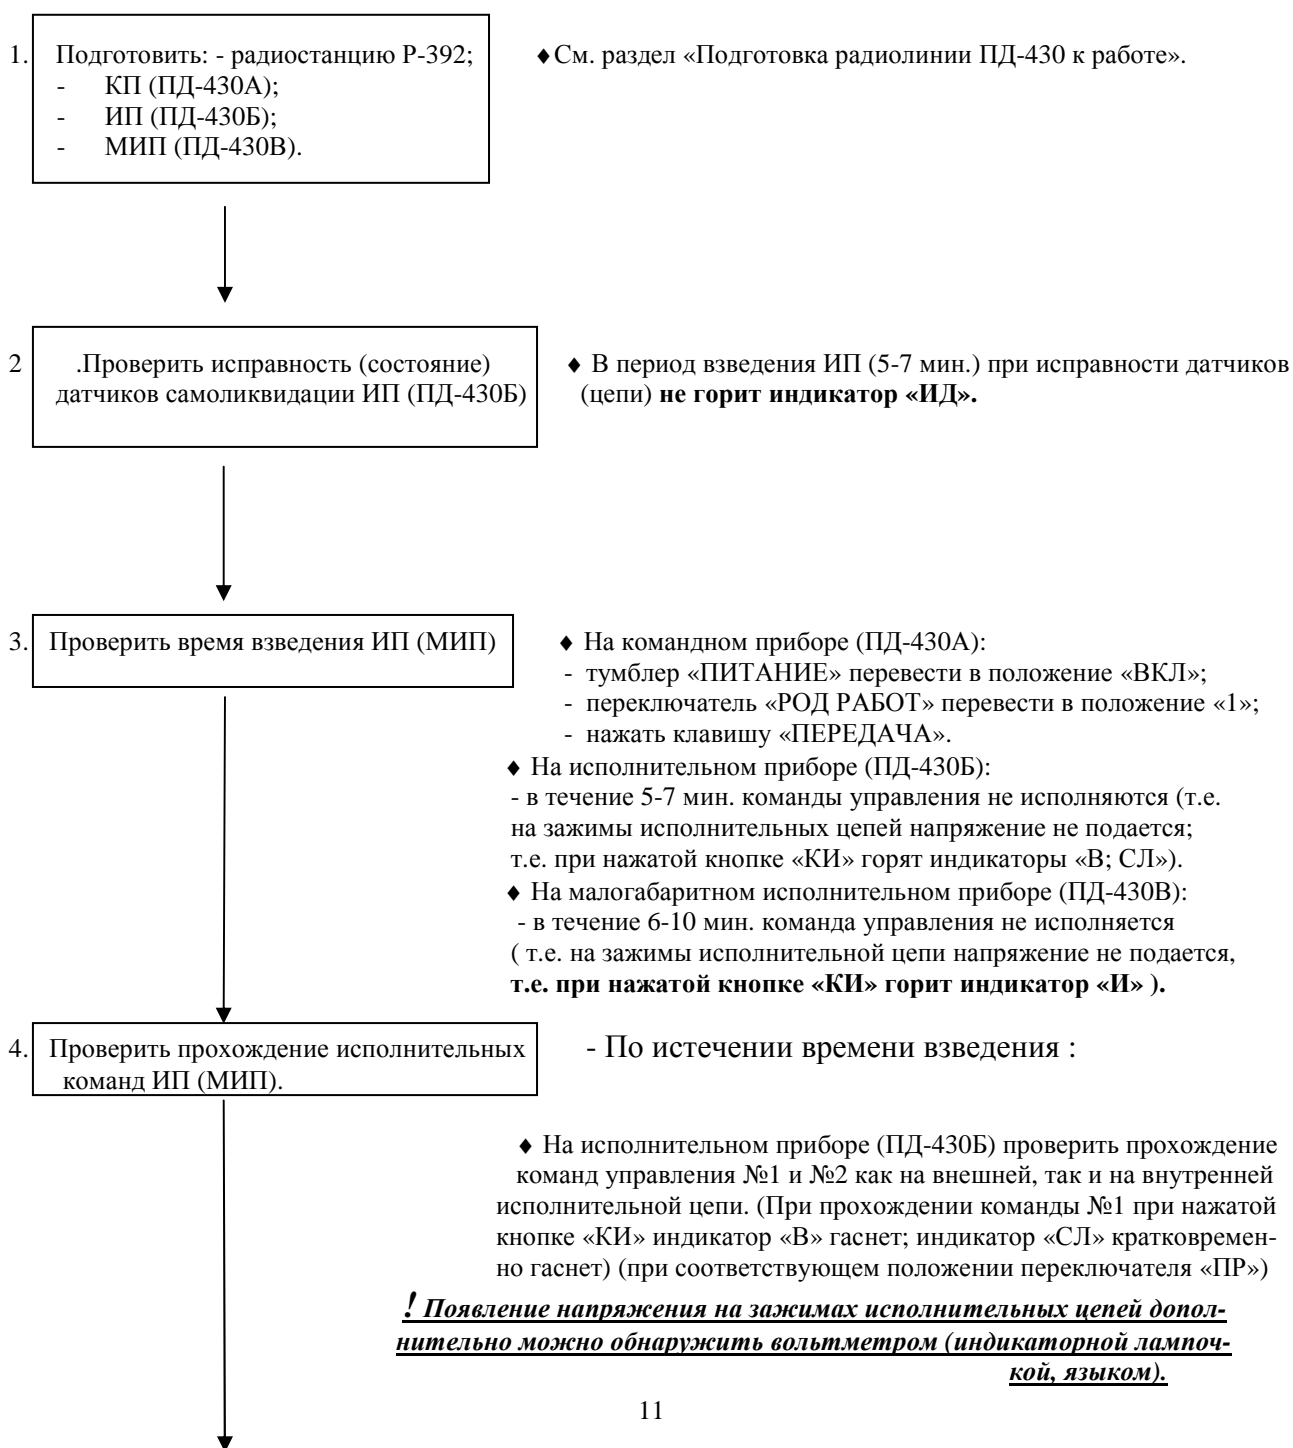 1. Подготовить: - радиостанцию Р-392;
- КП (ПД-430А);
- ИП (ПД-430Б);
- МИП (ПД-430В).
♦См. раздел «Подготовка радиолинии ПД-430 к работе».
2 .Проверить исправность (состояние)
датчиков самоликвидации ИП (ПД-430Б)
♦ В период взведения ИП (5-7 мин.) при исправности датчиков
(цепи) не горит индикатор «ИД».
3. Проверить время взведения ИП (МИП)
♦ На командном приборе (ПД-430А):
- тумблер «ПИТАНИЕ» перевести в положение «ВКЛ»;
- переключатель «РОД РАБОТ» перевести в положение «1»;
- нажать клавишу «ПЕРЕДАЧА».
♦ На исполнительном приборе (ПД-430Б):
- в течение 5-7 мин. команды управления не исполняются (т.е.
на зажимы исполнительных цепей напряжение не подается;
т.е. при нажатой кнопке «КИ» горят индикаторы «В; СЛ»).
♦ На малогабаритном исполнительном приборе (ПД-430В):
- в течение 6-10 мин. команда управления не исполняется
( т.е. на зажимы исполнительной цепи напряжение не подается,
т.е. при нажатой кнопке «КИ» горит индикатор «И» ).
4. Проверить прохождение исполнительных
команд ИП (МИП).
- По истечении времени взведения :
♦ На исполнительном приборе (ПД-430Б) проверить прохождение
команд управления №1 и №2 как на внешней, так и на внутренней
исполнительной цепи. (При прохождении команды №1 при нажатой
кнопке «КИ» индикатор «В» гаснет; индикатор «СЛ» кратковремен-
но гаснет) (при соответствующем положении переключателя «ПР»)
! Появление напряжения на зажимах исполнительных цепей допол-
нительно можно обнаружить вольтметром (индикаторной лампоч-
кой, языком).
11